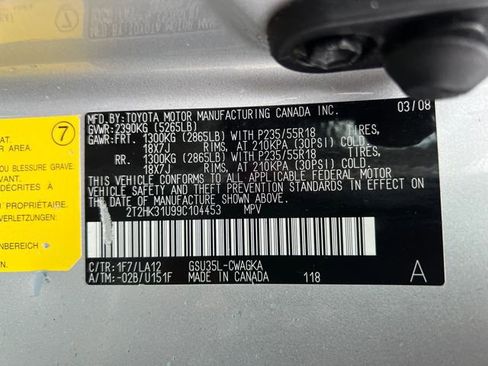 MFD. BY: TOYOTA MOTOR MANUFACTURING CANADA INC. 03/08
GVWR: 2390KG (5265LB)
GAWR: FRT. 1300KG (2865LB) WITH P235/55R18 TIRES,
18X7J RIMS, AT 210KPA (30PSI) COLD
RR. 1300KG (2865LB) WITH P235/55R18 TIRES,
18X7J RIMS, AT 210KPA (30PSI) COLD
THIS VEHICLE CONFORMS TO ALL APPLICABLE FEDERAL MOTOR
VEHICLE SAFETY AND THEFT PREVENTION STANDARDS IN EFFECT ON
THE DATE OF MANUFACTURE SHOWN ABOVE.
2T2HK31U99C104453 MPV
C/TR: 1F7/LA12 GSU35L-CWAGKA
A/TM: -02B/U151F MADE IN CANADA 118 A
7
AT.
R AREA.
U BLESSURE GRAVE
VEMENT.
DÉCRITES À
PROPRIÉTAIRE.
VERLETZUNGEN
NBEREICH